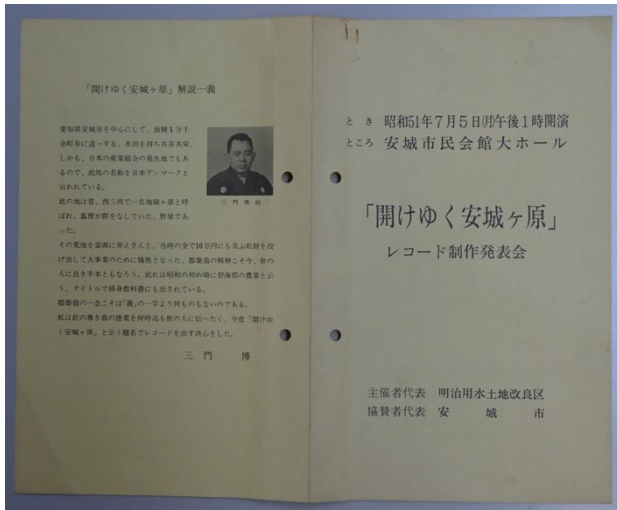 「開けゆく安城ヶ原」解説…義
愛知県安城市を中心にして、面積1万千
余町歩に達っする、水田を持ち共存共栄、
しかも、日本の産業組合の発生地でもあ
るので、此処の名称を日本デンマークと
云われている。
此の地は昔、西三河で一名地獄ヶ原と呼
ばれ、狐狸が群をなしていた、野原であ
った。
三門博師
その荒地を富源に甦えさんと、当時の金で10万円にも及ぶ私財を投
げ出して大事業のために犠牲となった、都築翁の精神こそ今、世の
人に良き手本ともなろう。此れは昭和の初め頃に碧海郡の農業と云
う、タイトルで修身教科書にも出されている。
都築翁の一念こそは「義」の一字より何ものもないのである。
私は此の尊き翁の徳業を何時迄も世の人に伝へたく、今度「開けゆ
く安城ヶ原」と云う題名でレコードを出す決心をした。
三門 博
とき 昭和51年7月5日(月)午後1時開演
ところ 安城市民会館大ホール
「開けゆく安城ヶ原」
レコード制作発表会
主催者代表 明治用水土地改良区
協賛者代表 安城市